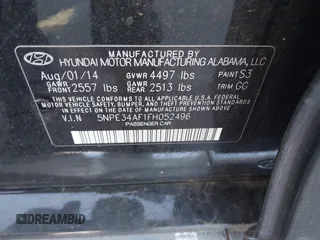 MANUFACTURED BY
HYUNDAI MOTOR MANUFACTURING ALABAMA, LLC
Aug/01/14 GVWR 4497 lbs PAINT S3
GAWR FRONT 2557 lbs GAWR REAR 2513 lbs TRIM GG
THIS VEHICLE CONFORMS TO ALL APPLICABLE U.S.A. FEDERAL
MOTOR VEHICLE SAFETY, BUMPER, AND THEFT PREVENTION
STANDARDS IN EFFECT ON THE DATE OF MANUFACTURE SHOWN ABOVE.
V.I.N 5NPE34AF1FH052496
PASSENGER CAR
DREAMBID